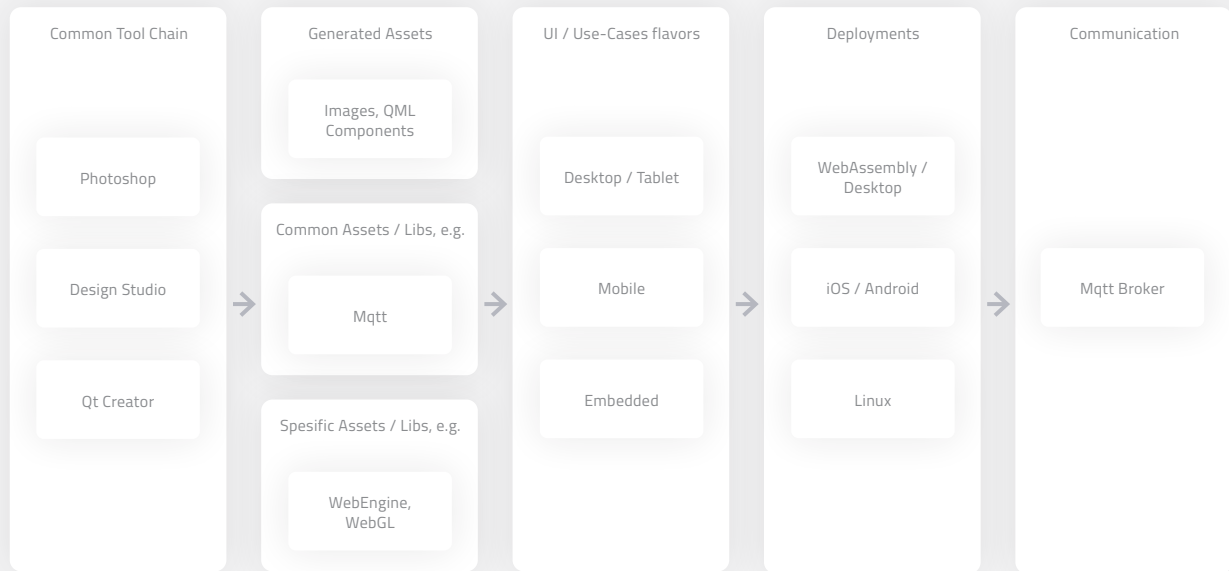 Common Tool Chain
Photoshop
Design Studio
Qt Creator
Generated Assets
Images, QML
Components
Common Assets / Libs, e.g.
Mqtt
Spesific Assets / Libs, e.g.
WebEngine,
WebGL
UI / Use-Cases flavors
Desktop / Tablet
Mobile
Embedded
Deployments
WebAssembly /
Desktop
iOS / Android
Linux
Communication
Mqtt Broker